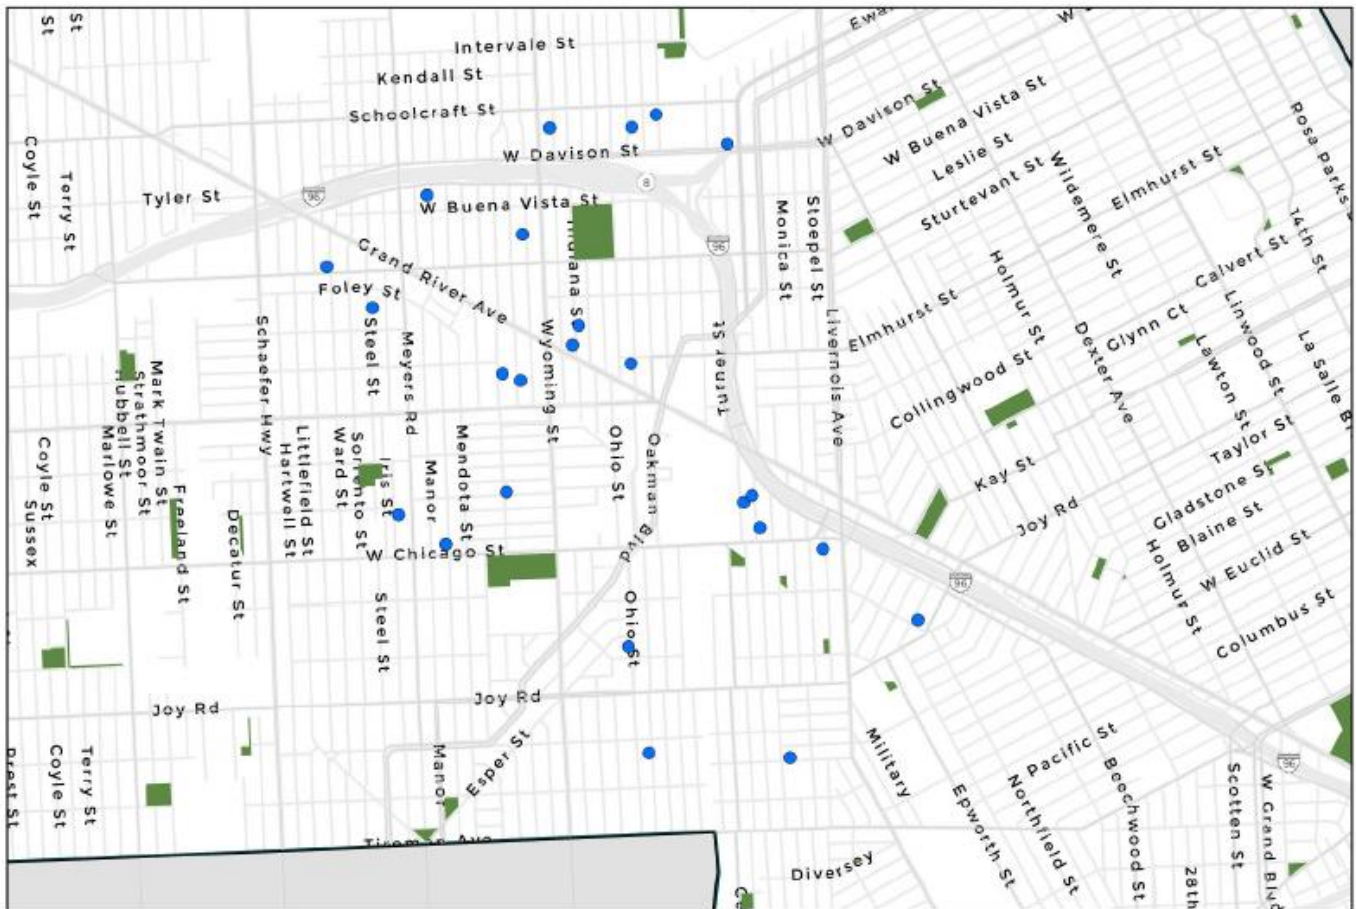 St
St
Intervale St
Kendall St
Schoolcraft St
W Davison St
W Davison St
W Buena Vista St
Leslie St
Sturtevant St
Wildemere St
Elmhurst St
Rosa Parks
14th St
Calvert St
Coyle St
Terry St
Tyler St
96
8
W Buena Vista St
96
Monica St
Stoepel St
Grand River Ave
Foley St
Holmur St
Elmhurst St
Glynn Ct
Linwood St
Lawton St
La Salle Bl
Dexter Ave
Collingwood St
Schaefer Hwy
Steel St
Meyers Rd
Wyoming St
Turner St
Livernois Ave
Hubbell St
Strathmoor St
Mark Twain St
Marlowe St
Coyle St
Sussex
Freeland St
Decatur St
Hartwell St
Littlefield St
Ward St
Sorrento St
Iris St
Manor
Mendota St
Ohio St
Oakman Blvd
Kay St
Joy Rd
Taylor St
Gladstone St
Blaine St
W Euclid St
Columbus St
Holmur St
W Chicago St
96
Steel St
Ohio St
Joy Rd
Joy Rd
Coyle St
Terry St
Manor
Esper St
Military
Pacific St
Epworth St
Northfield St
Beechwood St
28th
Scotten St
W Grand Blvd
96
Diversey